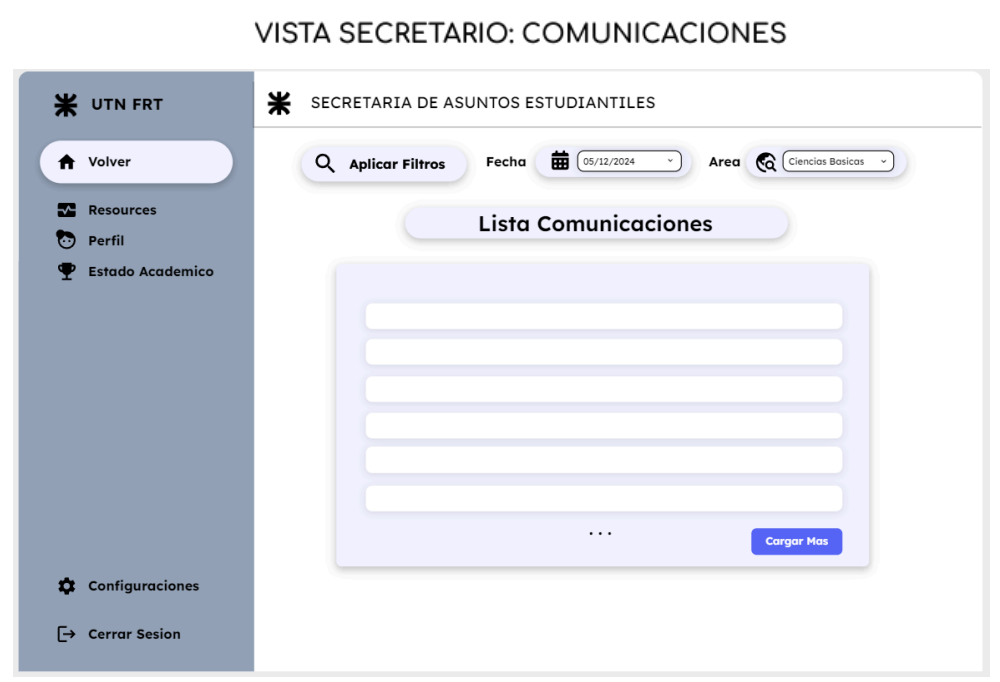 VISTA SECRETARIO: COMUNICACIONES
UTN FRT
SECRETARIA DE ASUNTOS ESTUDIANTILES
Volver
Aplicar Filtros
Fecha
05/12/2024
Area
Ciencias Basicas
Resources
Perfil
Estado Academico
Lista Comunicaciones
...
Cargar Mas
Configuraciones
Cerrar Sesion